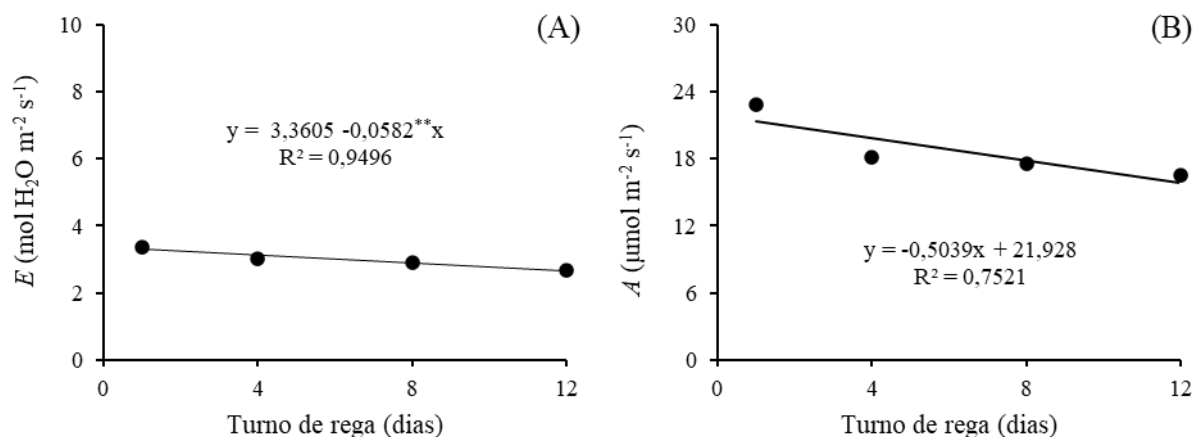 (A)
10
8
6
4
2
0
E (mol H₂O m⁻² s⁻¹)
y = 3,3605 -0,0582**x
R² = 0,9496
0 4 8 12
Turno de rega (dias)
(B)
30
24
18
12
6
0
A (µmol m⁻² s⁻¹)
y = -0,5039x + 21,928
R² = 0,7521
0 4 8 12
Turno de rega (dias)